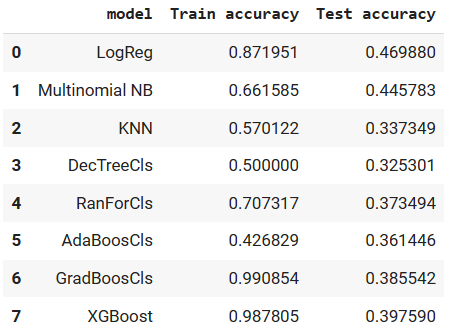 model Train accuracy Test accuracy
0 LogReg 0.871951 0.469880
1 Multinomial NB 0.661585 0.445783
2 KNN 0.570122 0.337349
3 DecTreeCls 0.500000 0.325301
4 RanForCls 0.707317 0.373494
5 AdaBoosCls 0.426829 0.361446
6 GradBoosCls 0.990854 0.385542
7 XGBoost 0.987805 0.397590